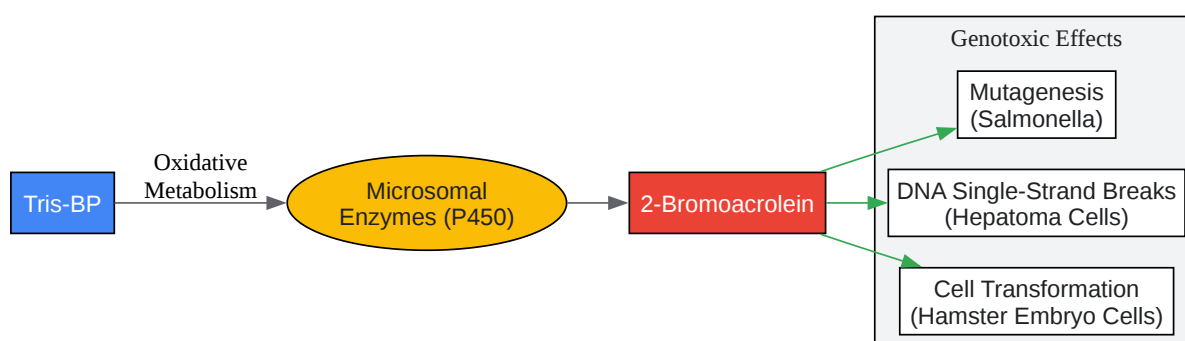 Genotoxic Effects
Mutagenesis
(Salmonella)
Oxidative
Metabolism
Tris-BP
Microsomal
Enzymes (P450)
2-Bromoacrolein
DNA Single-Strand Breaks
(Hepatoma Cells)
Cell Transformation
(Hamster Embryo Cells)